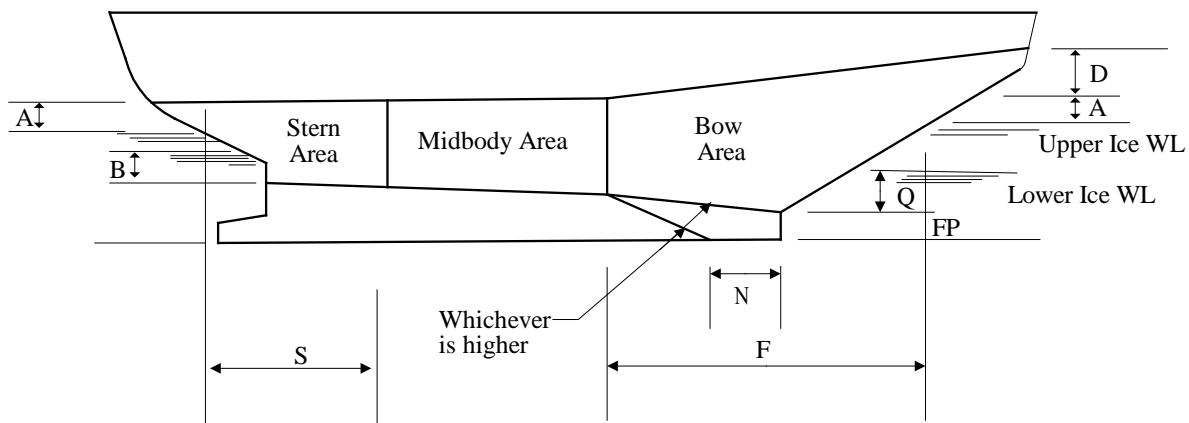 D
A
A
Stern
Area
Midbody Area
Bow
Area
Upper Ice WL
B
Q
Lower Ice WL
FP
N
Whichever
is higher
S
F